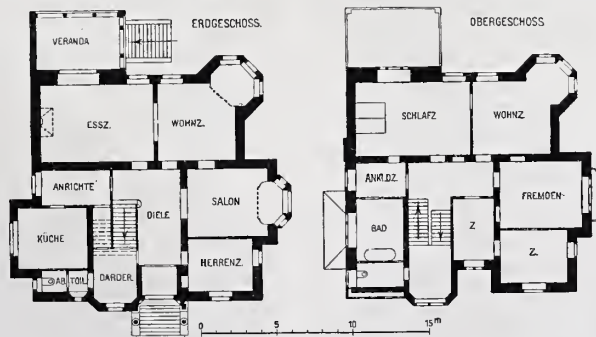 ERDGESCHOSS.
VERANDA
ESSZ.
WOHNZ.
ANRICHTE
DIELE
SALON
KÜCHE
HERRENZ.
AB.
TOIL.
GARDER.
OBERGESCHOSS
SCHLAFZ
WOHNZ.
ANKLDZ.
FREMDEN-
BAD
Z
Z.
0 5 10 15 m